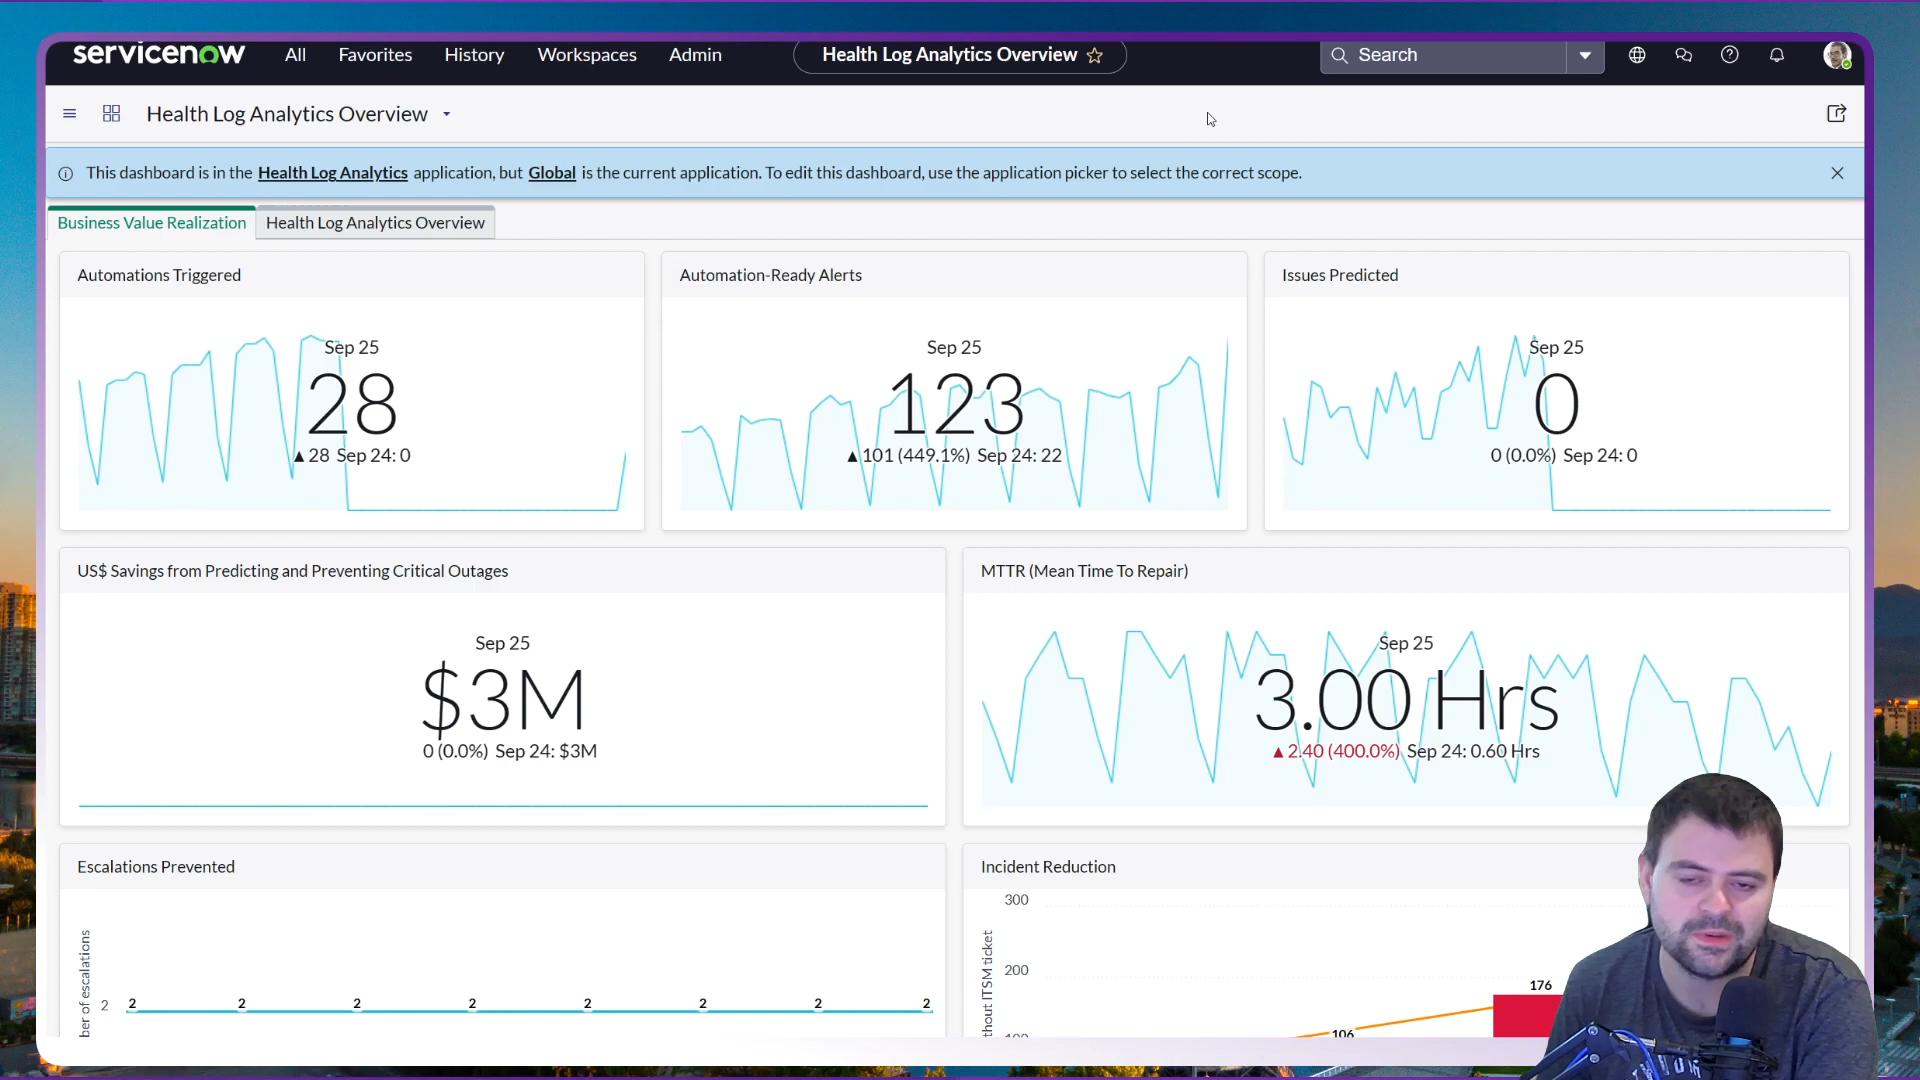 servicenow All Favorites History Workspaces Admin Health Log Analytics Overview Search
Health Log Analytics Overview
This dashboard is in the Health Log Analytics application, but Global is the current application. To edit this dashboard, use the application picker to select the correct scope.
Business Value Realization Health Log Analytics Overview
Automations Triggered
Sep 25
28
▲28 Sep 24: 0
Automation-Ready Alerts
Sep 25
123
▲101 (449.1%) Sep 24: 22
Issues Predicted
Sep 25
0
0 (0.0%) Sep 24: 0
US$ Savings from Predicting and Preventing Critical Outages
Sep 25
$3M
0 (0.0%) Sep 24: $3M
MTTR (Mean Time To Repair)
Sep 25
3.00 Hrs
▲2.40 (400.0%) Sep 24: 0.60 Hrs
Escalations Prevented
ber of escalations
2
2 2 2 2 2 2 2 2
Incident Reduction
thout ITSM ticket
300
200
100
106
176